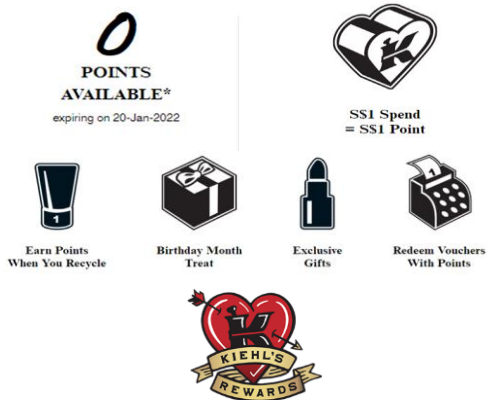 0
POINTS
AVAILABLE*
expiring on 20-Jan-2022
K
S$1 Spend
= S$1 Point
1
Earn Points
When You Recycle
Birthday Month
Treat
Exclusive
Gifts
1
Redeem Vouchers
With Points
K
KIEHL'S
REWARDS